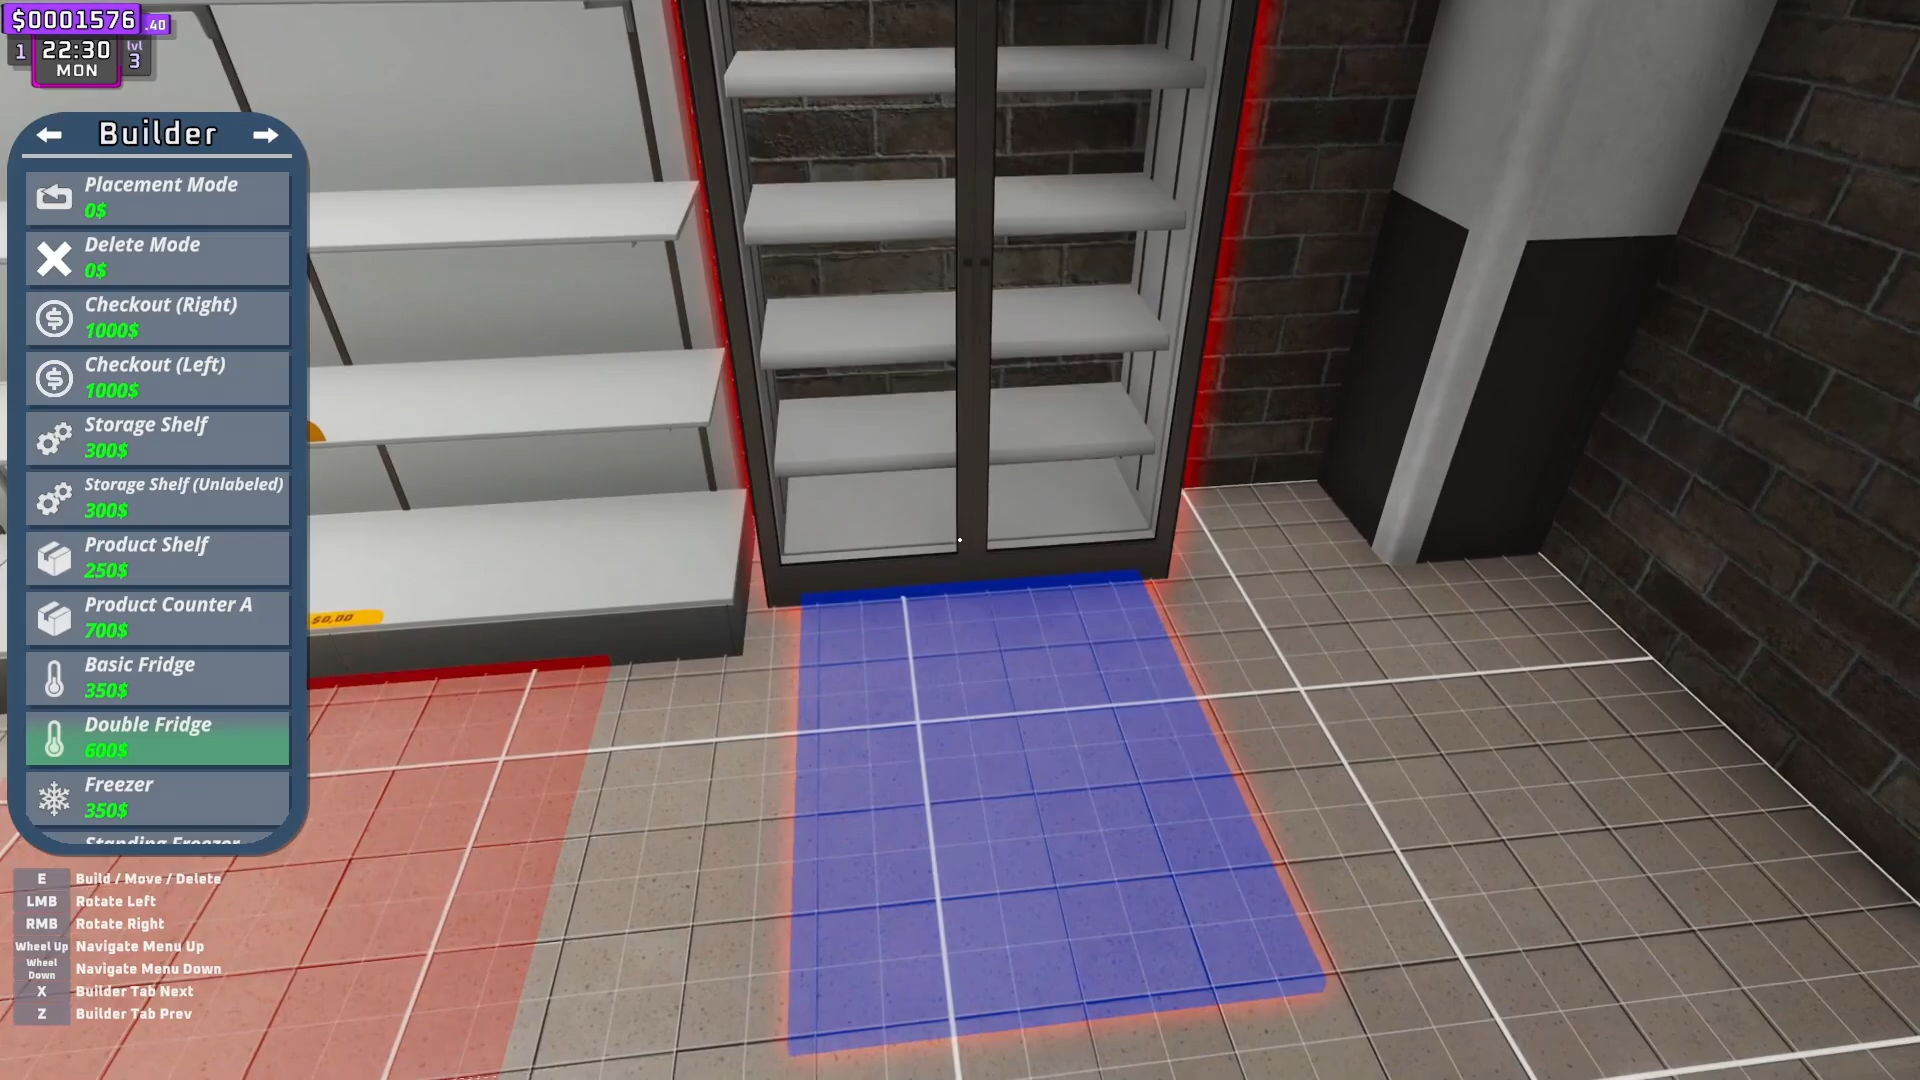 $0001576 .40
1 22:30 lvl
MON 3
Builder
Placement Mode
0$
Delete Mode
0$
Checkout (Right)
1000$
Checkout (Left)
1000$
Storage Shelf
300$
Storage Shelf (Unlabeled)
300$
Product Shelf
250$
Product Counter A
700$
Basic Fridge
350$
Double Fridge
600$
Freezer
350$
Standing Freezer
$0,00
E Build / Move / Delete
LMB Rotate Left
RMB Rotate Right
Wheel Up Navigate Menu Up
Wheel Down Navigate Menu Down
X Builder Tab Next
Z Builder Tab Prev